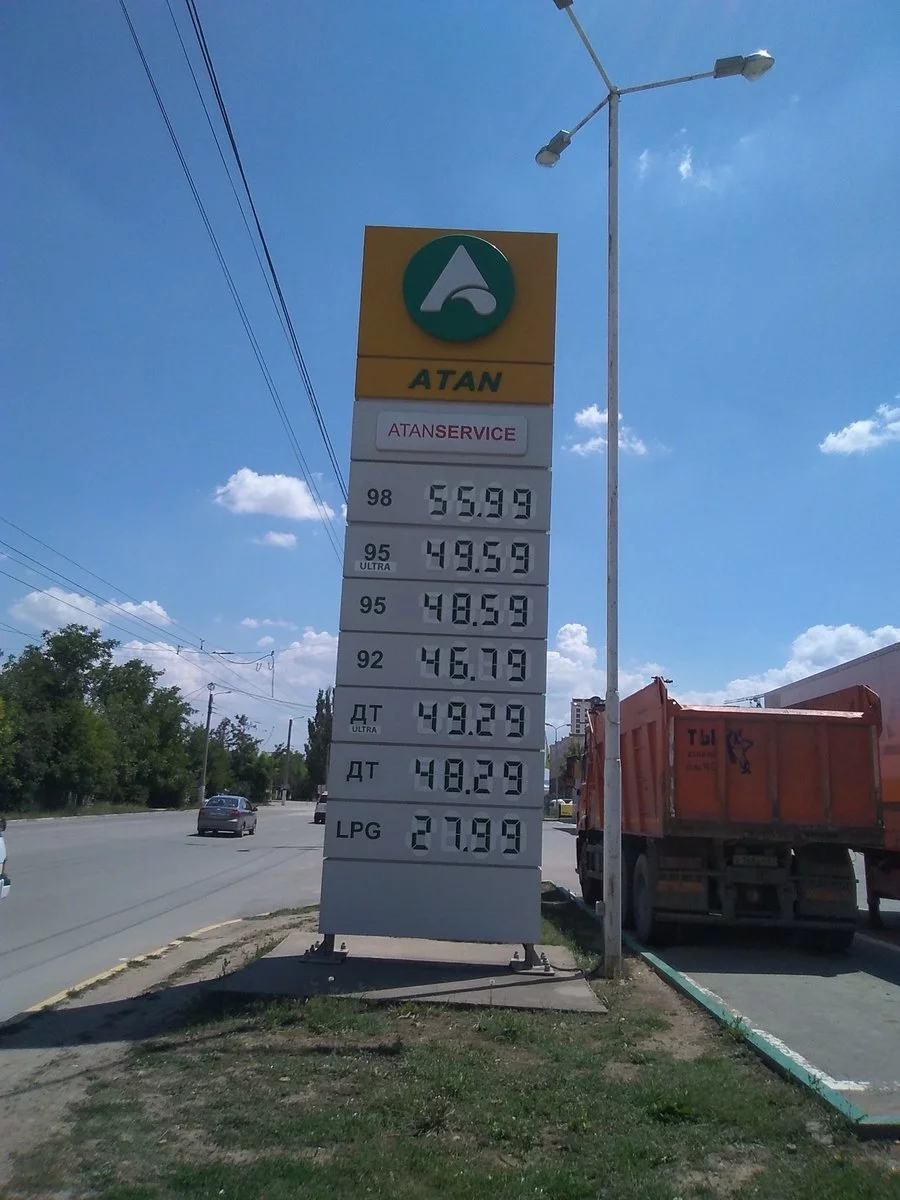 ATAN
ATANSERVICE
98 55.99
95 49.59
ULTRA
95 48.59
92 46.79
ДТ 49.29
ULTRA
ДТ 48.29
LPG 27.99
ТЫ